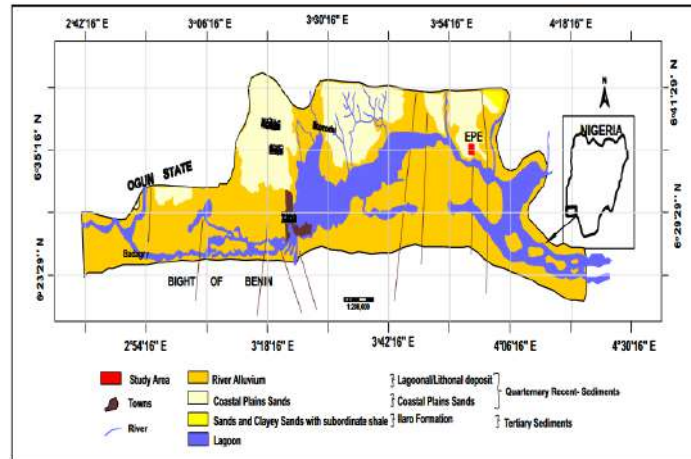 2°42'16" E 3°06'16" E 3°30'16" E 3°54'16" E 4°18'16" E
6°41'29" N
N
NIGERIA
EPE
6°35'16" N
OGUN STATE
6°29'29" N
6°23'29" N
Badagry
BIGHT OF BENIN
2°54'16" E 3°18'16" E 3°42'16" E 4°06'16" E 4°30'16" E
Study Area River Alluvium Lagoonal/Lithonal deposit Quarternary Recent- Sediments
Towns Coastal Plains Sands Coastal Plains Sands
River Sands and Clayey Sands with subordinate shale Ilaro Formation Tertiary Sediments
Lagoon